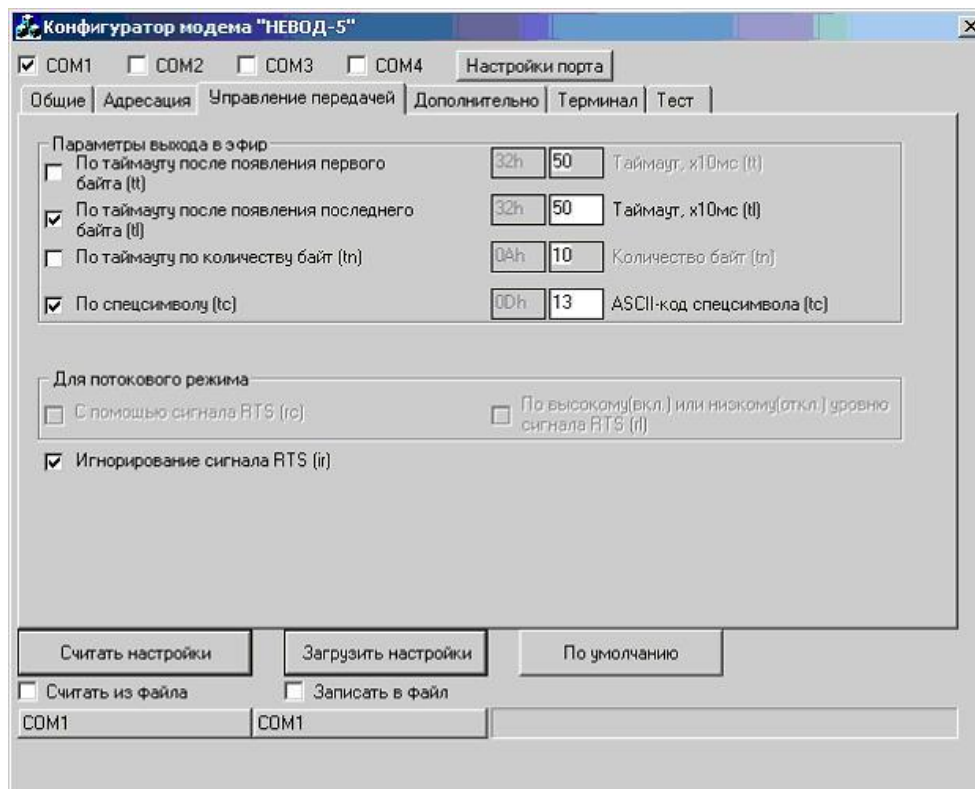 Конфигуратор модема "НЕВОД-5"
COM1 COM2 COM3 COM4 Настройки порта
Общие Адресация Управление передачей Дополнительно Терминал Тест
Параметры выхода в эфир
По таймауту после появления первого
байта (tt)
32h 50 Таймаут, x10мс (tt)
По таймауту после появления последнего
байта (tl)
32h 50 Таймаут, x10мс (tl)
По таймауту по количеству байт (tn)
0Ah 10 Количество байт (tn)
По спецсимволу (tc)
0Dh 13 ASCII-код спецсимвола (tc)
Для потокового режима
С помощью сигнала RTS (rc)
По высокому(вкл.) или низкому(откл.) уровню
сигнала RTS (rl)
Игнорирование сигнала RTS (ir)
Считать настройки Загрузить настройки По умолчанию
Считать из файла Записать в файл
COM1 COM1